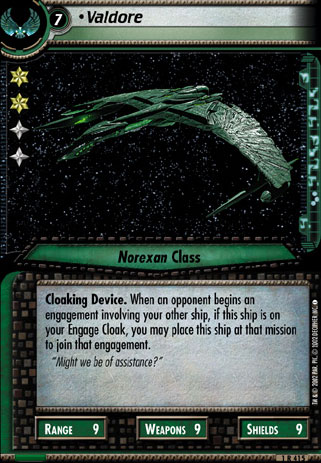 7
• Valdore
Norexan Class
Cloaking Device. When an opponent begins an
engagement involving your other ship, if this ship is on
your Engage Cloak, you may place this ship at that mission
to join that engagement.
"Might we be of assistance?"
RANGE 9
WEAPONS 9
SHIELDS 9
1 R 415